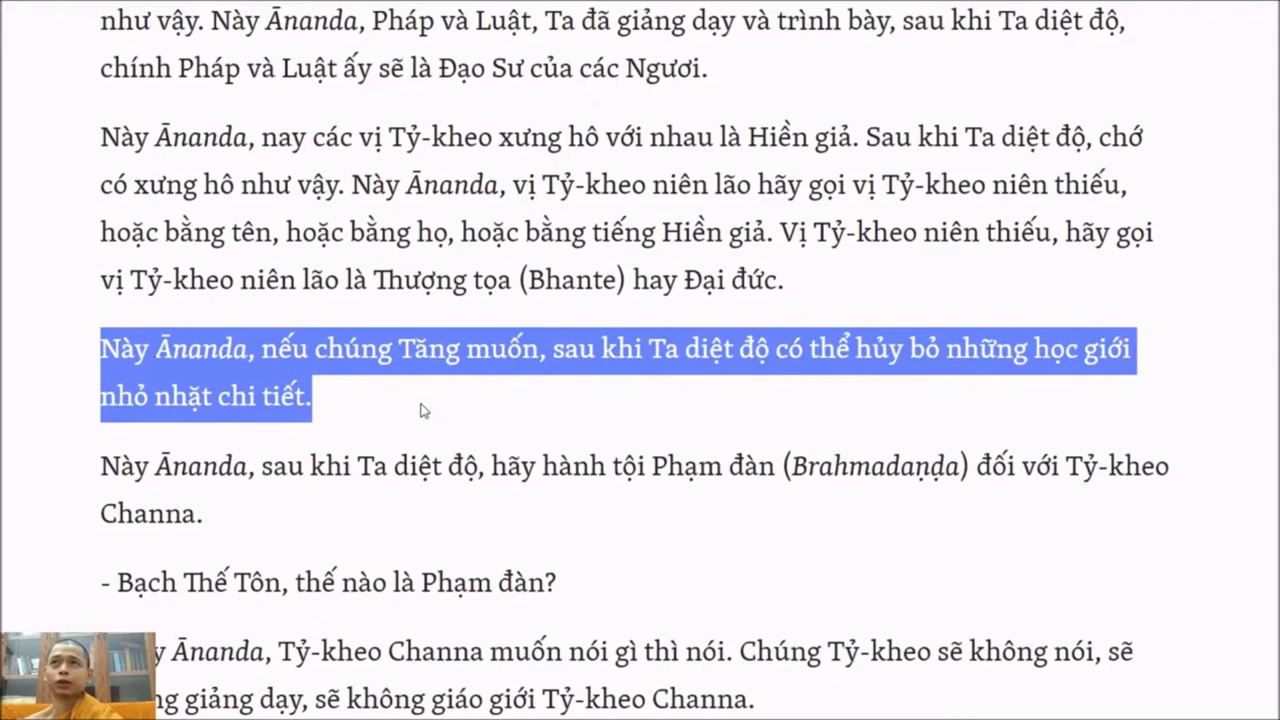 như vậy. Này Ānanda, Pháp và Luật, Ta đã giảng dạy và trình bày, sau khi Ta diệt độ,
chính Pháp và Luật ấy sẽ là Đạo Sư của các Ngươi.
Này Ānanda, nay các vị Tỷ-kheo xưng hô với nhau là Hiền giả. Sau khi Ta diệt độ, chớ
có xưng hô như vậy. Này Ānanda, vị Tỷ-kheo niên lão hãy gọi vị Tỷ-kheo niên thiếu,
hoặc bằng tên, hoặc bằng họ, hoặc bằng tiếng Hiền giả. Vị Tỷ-kheo niên thiếu, hãy gọi
vị Tỷ-kheo niên lão là Thượng tọa (Bhante) hay Đại đức.
Này Ānanda, nếu chúng Tăng muốn, sau khi Ta diệt độ có thể hủy bỏ những học giới
nhỏ nhặt chi tiết.
Này Ānanda, sau khi Ta diệt độ, hãy hành tội Phạm đàn (Brahmadaṇḍa) đối với Tỷ-kheo
Channa.
- Bạch Thế Tôn, thế nào là Phạm đàn?
Ānanda, Tỷ-kheo Channa muốn nói gì thì nói. Chúng Tỷ-kheo sẽ không nói, sẽ
giảng dạy, sẽ không giáo giới Tỷ-kheo Channa.